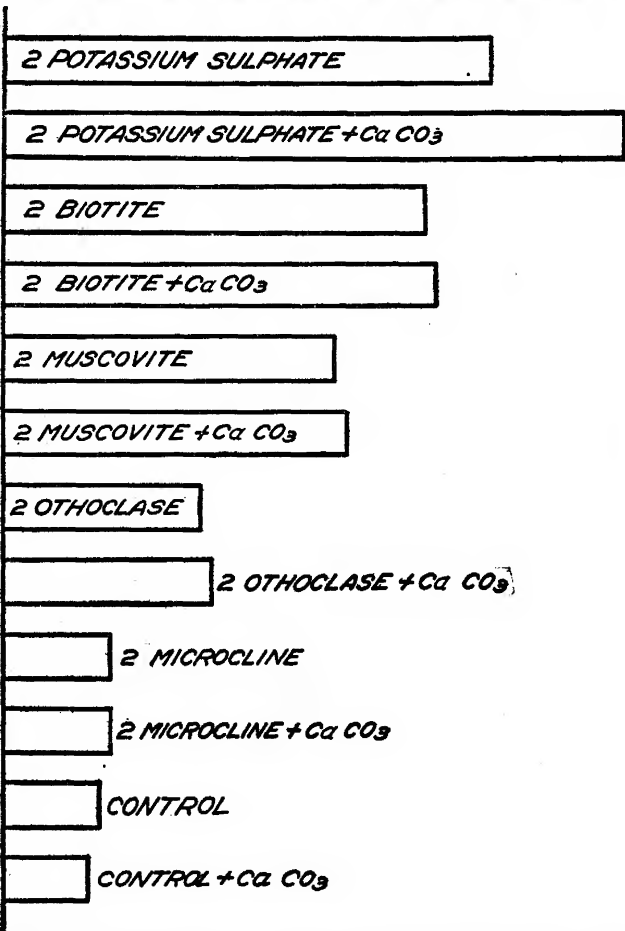 2 POTASSIUM SULPHATE
2 POTASSIUM SULPHATE + Ca CO3
2 BIOTITE
2 BIOTITE + Ca CO3
2 MUSCOVITE
2 MUSCOVITE + Ca CO3
2 OTHOCLASE
2 OTHOCLASE + Ca CO3
2 MICROCLINE
2 MICROCLINE + Ca CO3
CONTROL
CONTROL + Ca CO3